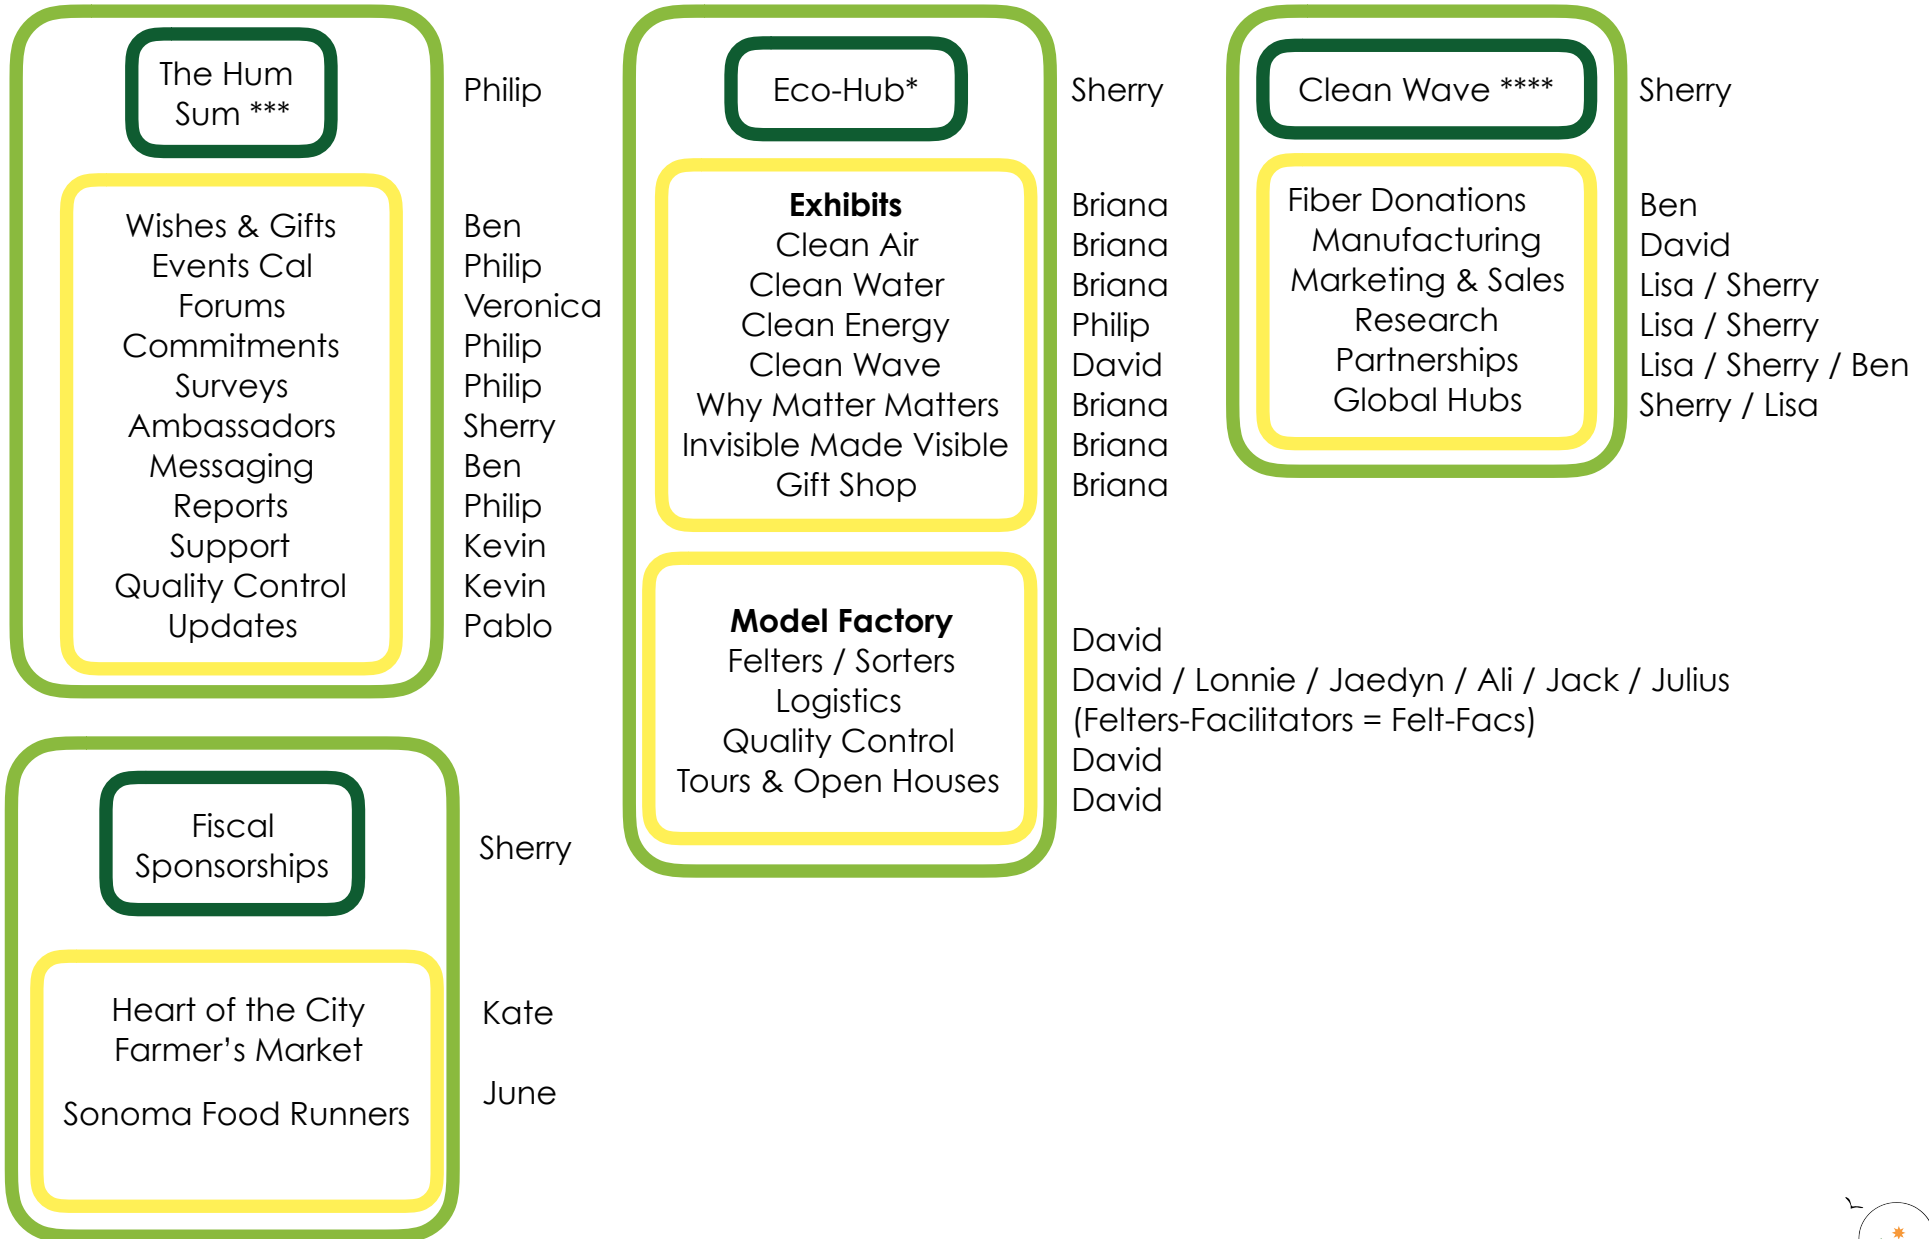 The Hum
Sum ***
Philip
Wishes & Gifts
Events Cal
Forums
Commitments
Surveys
Ambassadors
Messaging
Reports
Support
Quality Control
Updates
Ben
Philip
Veronica
Philip
Philip
Sherry
Ben
Philip
Kevin
Kevin
Pablo
Fiscal
Sponsorships
Sherry
Heart of the City
Farmer’s Market
Sonoma Food Runners
Kate
June
Eco-Hub*
Sherry
Exhibits
Clean Air
Clean Water
Clean Energy
Clean Wave
Why Matter Matters
Invisible Made Visible
Gift Shop
Briana
Briana
Briana
Philip
David
Briana
Briana
Briana
Model Factory
Felters / Sorters
Logistics
Quality Control
Tours & Open Houses
David
David / Lonnie / Jaedyn / Ali / Jack / Julius
(Felters-Facilitators = Felt-Facs)
David
David
Clean Wave ****
Sherry
Fiber Donations
Manufacturing
Marketing & Sales
Research
Partnerships
Global Hubs
Ben
David
Lisa / Sherry
Lisa / Sherry
Lisa / Sherry / Ben
Sherry / Lisa